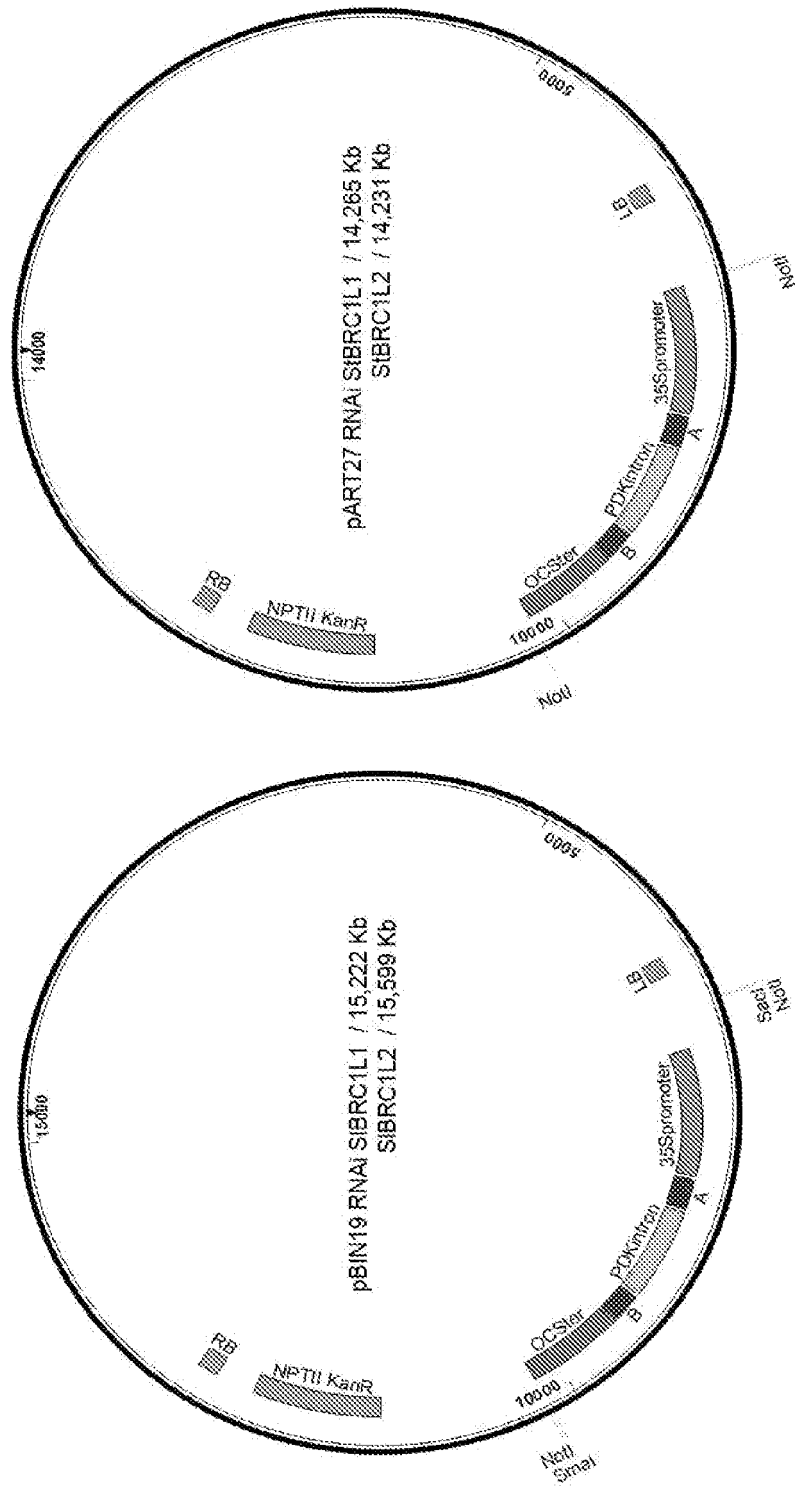 15000
5000
pBIN19 RNAi StBRC1L1 / 15,222 Kb
StBRC1L2 / 15,599 Kb
RB
NPTII KanR
LB
OCSter
PDKintron
35Spromoter
10000
B
A
NotI
SmaI
SacI
NotI
14000
5000
pART27 RNAi StBRC1L1 / 14,265 Kb
StBRC1L2 / 14,231 Kb
RB
NPTII KanR
LB
OCSter
PDKintron
35Spromoter
10000
B
A
NotI
NotI